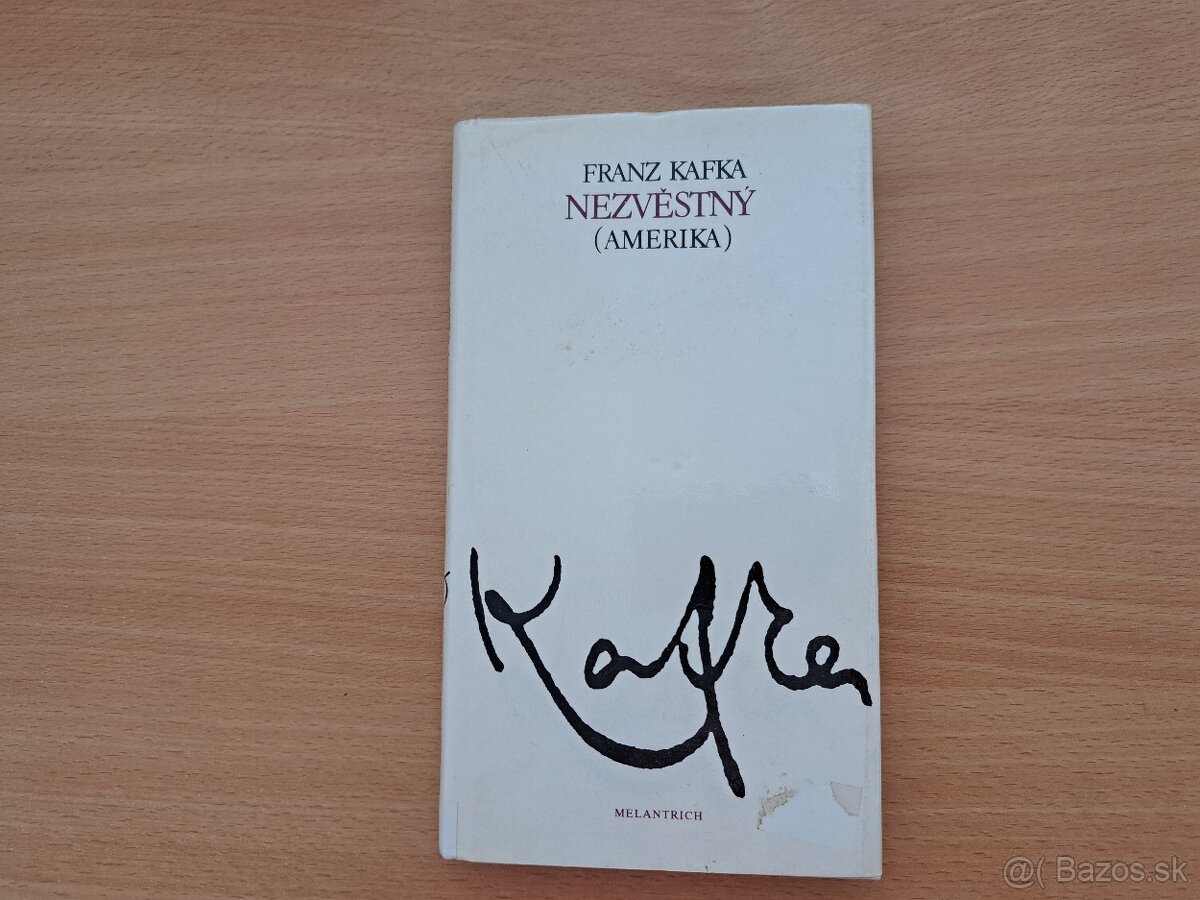 FRANZ KAFKA
NEZVĚSTNÝ
(AMERIKA)
Kafka
MELANTRICH
@( Bazos.sk